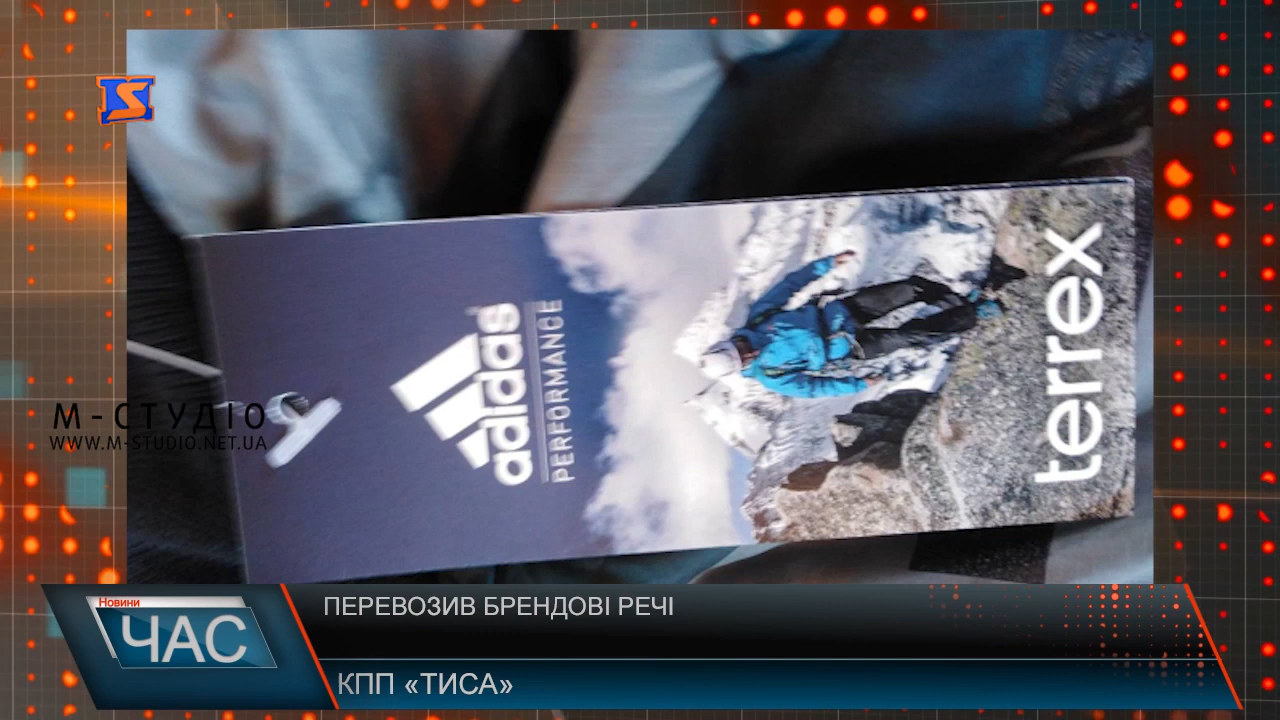 adidas
PERFORMANCE
terrex
М-СТУДІО
WWW.M-STUDIO.NET.UA
Новини
ЧАС
ПЕРЕВОЗИВ БРЕНДОВІ РЕЧІ
КПП «ТИСА»